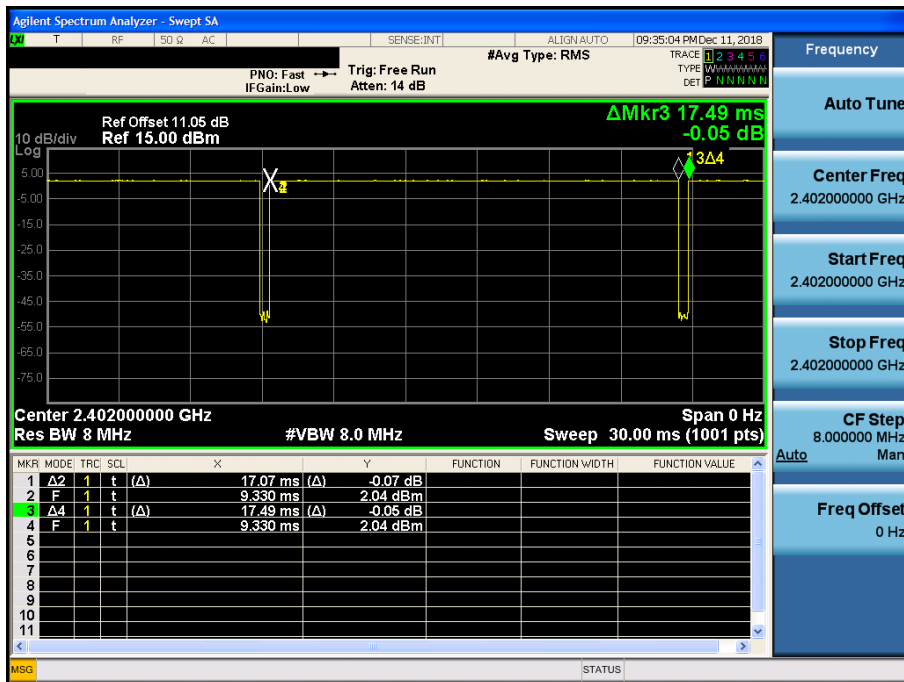 Agilent Spectrum Analyzer - Swept SA
LXI T RF 50 Ω AC SENSE:INT ALIGNAUTO 09:35:04 PM Dec 11, 2018
PNO: Fast Trig: Free Run #Avg Type: RMS TRACE 1 2 3 4 5 6
IFGain:Low Atten: 14 dB TYPE WWWWWW
DET P N N N N N
Frequency
Auto Tune
Center Freq
2.402000000 GHz
Start Freq
2.402000000 GHz
Stop Freq
2.402000000 GHz
CF Step
8.000000 MHz
Auto Man
Freq Offset
0 Hz
ΔMkr3 17.49 ms
-0.05 dB
Ref Offset 11.05 dB
10 dB/div Ref 15.00 dBm
Log
3Δ4
5.00
-5.00
-15.0
-25.0
-35.0
-45.0
-55.0
-65.0
-75.0
Center 2.402000000 GHz Span 0 Hz
Res BW 8 MHz #VBW 8.0 MHz Sweep 30.00 ms (1001 pts)
MKR MODE TRC SCL X Y FUNCTION FUNCTION WIDTH FUNCTION VALUE
1 Δ2 1 t (Δ) 17.07 ms (Δ) -0.07 dB
2 F 1 t 9.330 ms 2.04 dBm
3 Δ4 1 t (Δ) 17.49 ms (Δ) -0.05 dB
4 F 1 t 9.330 ms 2.04 dBm
5
6
7
8
9
10
11
MSG STATUS